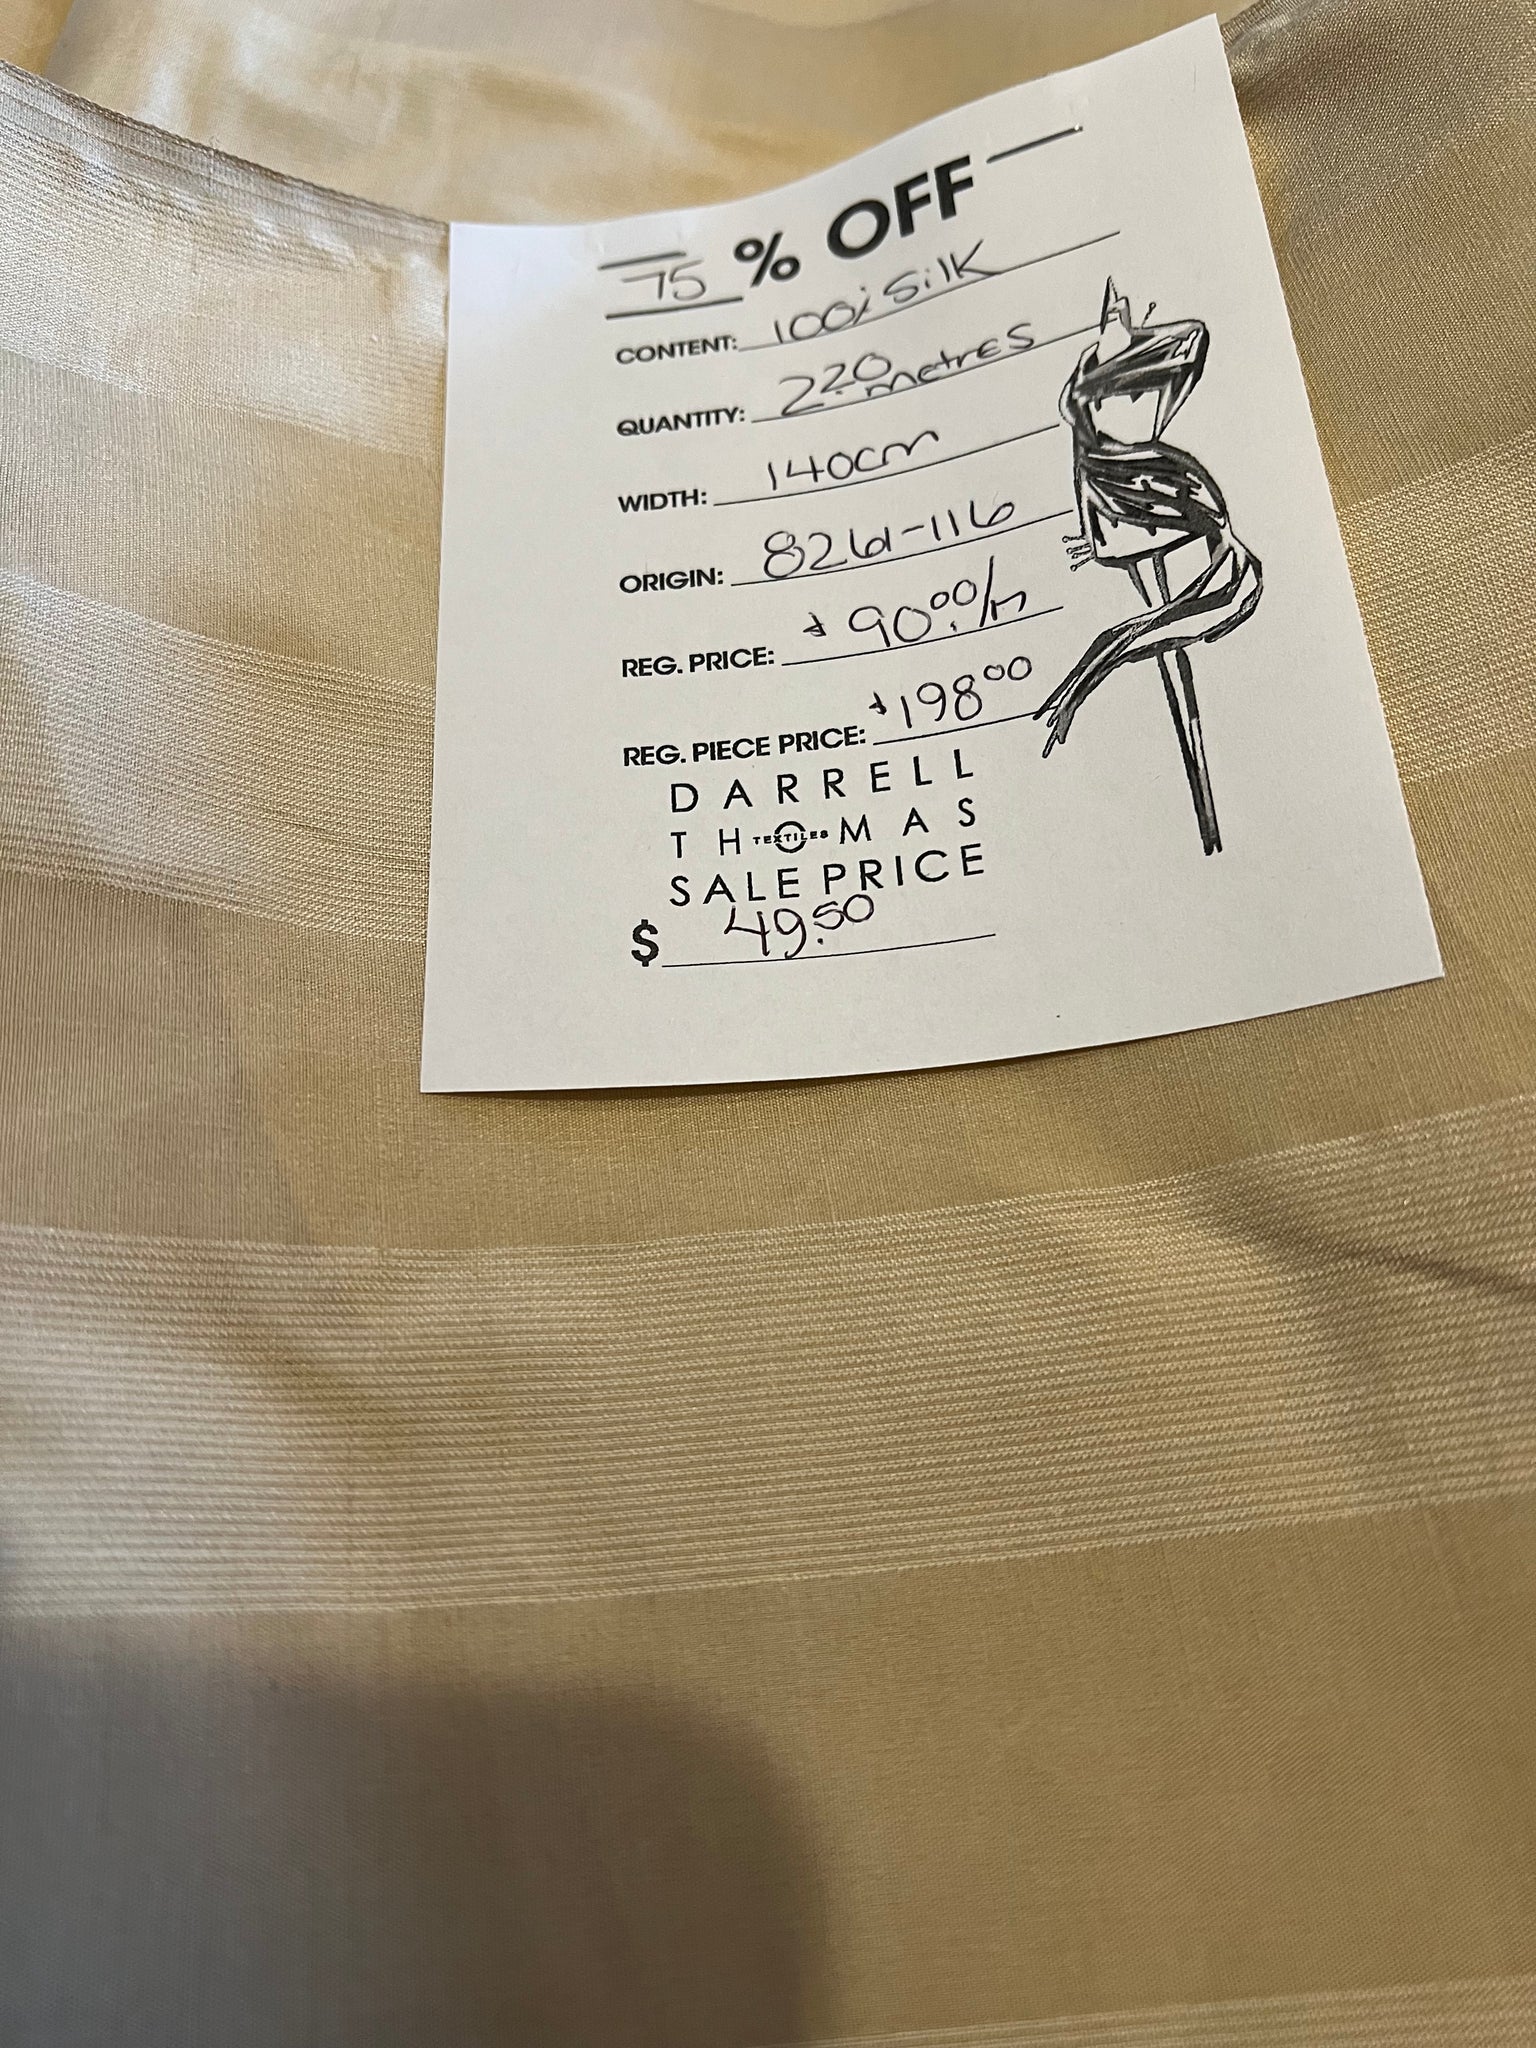 75 % OFF
CONTENT: 100% Silk
QUANTITY: 2.20 metres
WIDTH: 140cm
ORIGIN: 8261-116
REG. PRICE: $90.00/m
REG. PIECE PRICE: $198.00
DARRELL
THOMAS
TEXTILES
SALE PRICE
$ 49.50